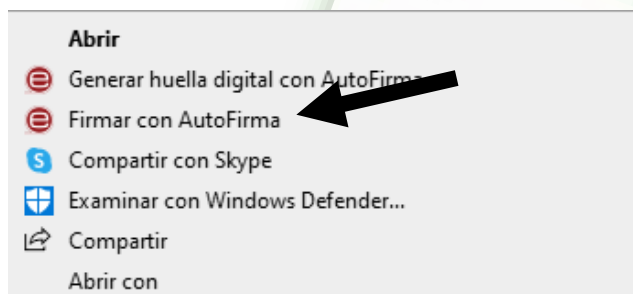 Abrir
Generar huella digital con AutoFirma
Firmar con AutoFirma
Compartir con Skype
Examinar con Windows Defender...
Compartir
Abrir con